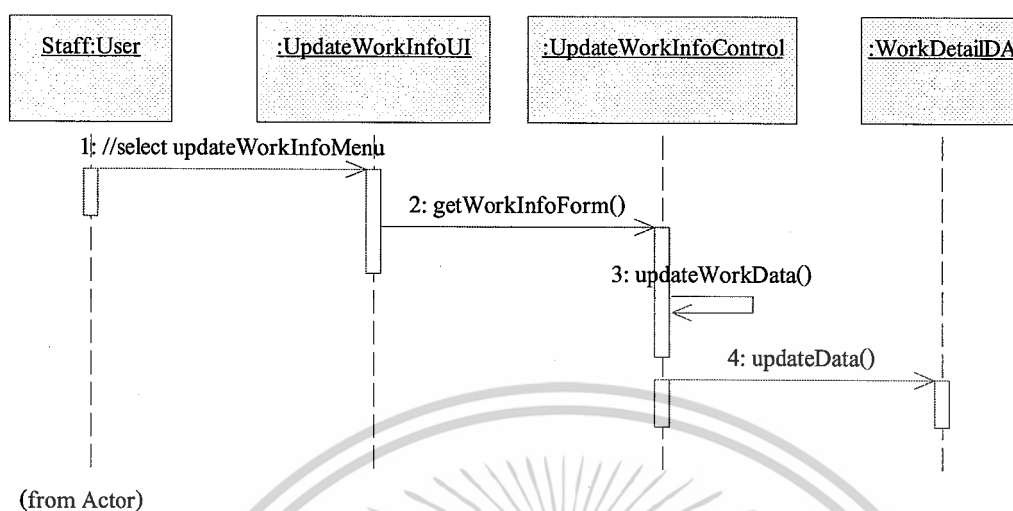 Staff:User
:UpdateWorkInfoUI
:UpdateWorkInfoControl
:WorkDetailDA
1: //select updateWorkInfoMenu
2: getWorkInfoForm()
3: updateWorkData()
4: updateData()
(from Actor)